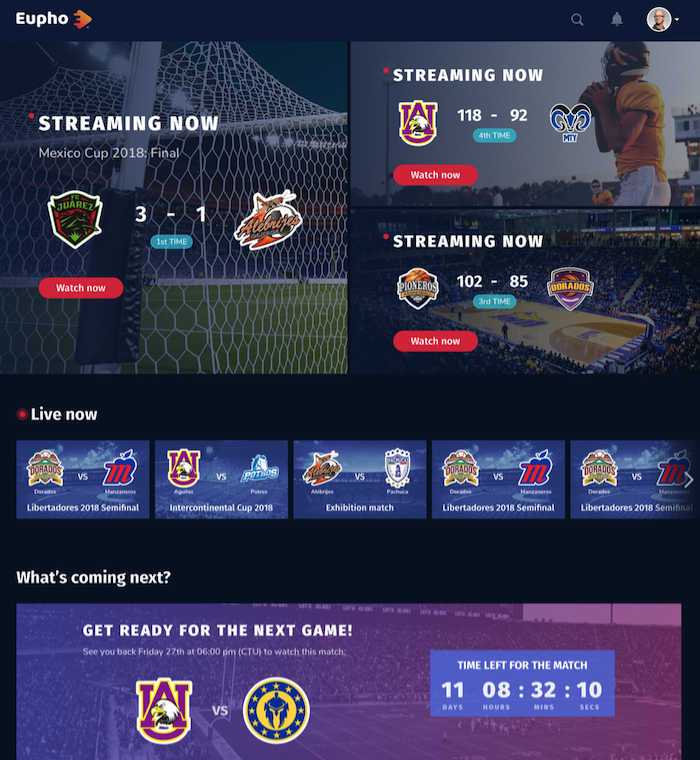 Eupho
STREAMING NOW
Mexico Cup 2018: Final
FC
JUÁREZ
3 - 1
Alebrijes
1st TIME
Watch now
STREAMING NOW
118 - 92
MTY
4th TIME
Watch now
STREAMING NOW
PIONEROS
102 - 85
DORADOS
3rd TIME
Watch now
Live now
DORADOS
VS
m
Dorados
Manzaneros
Libertadores 2018 Semifinal
VS
POTROS
Aguilas
Potros
Intercontinental Cup 2018
Alebrijes
VS
PACHUCA
Alebrijes
Pachuca
Exhibition match
DORADOS
VS
m
Dorados
Manzaneros
Libertadores 2018 Semifinal
DORADOS
VS
m
Dorados
Manzaneros
Libertadores 2018 Semifinal
What's coming next?
GET READY FOR THE NEXT GAME!
See you back Friday 27th at 06:00 pm (CTU) to watch this match.
VS
TIME LEFT FOR THE MATCH
11 08 : 32 : 10
DAYS HOURS MINS SECS